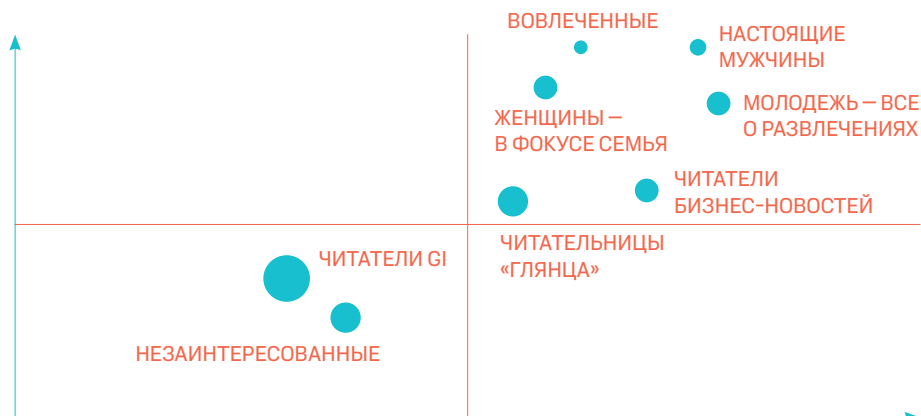 ВОВЛЕЧЕННЫЕ
НАСТОЯЩИЕ
МУЖЧИНЫ
МОЛОДЕЖЬ — ВСЕ
О РАЗВЛЕЧЕНИЯХ
ЖЕНЩИНЫ —
В ФОКУСЕ СЕМЬЯ
ЧИТАТЕЛИ
БИЗНЕС-НОВОСТЕЙ
ЧИТАТЕЛЬНИЦЫ
«ГЛЯНЦА»
ЧИТАТЕЛИ GI
НЕЗАИНТЕРЕСОВАННЫЕ